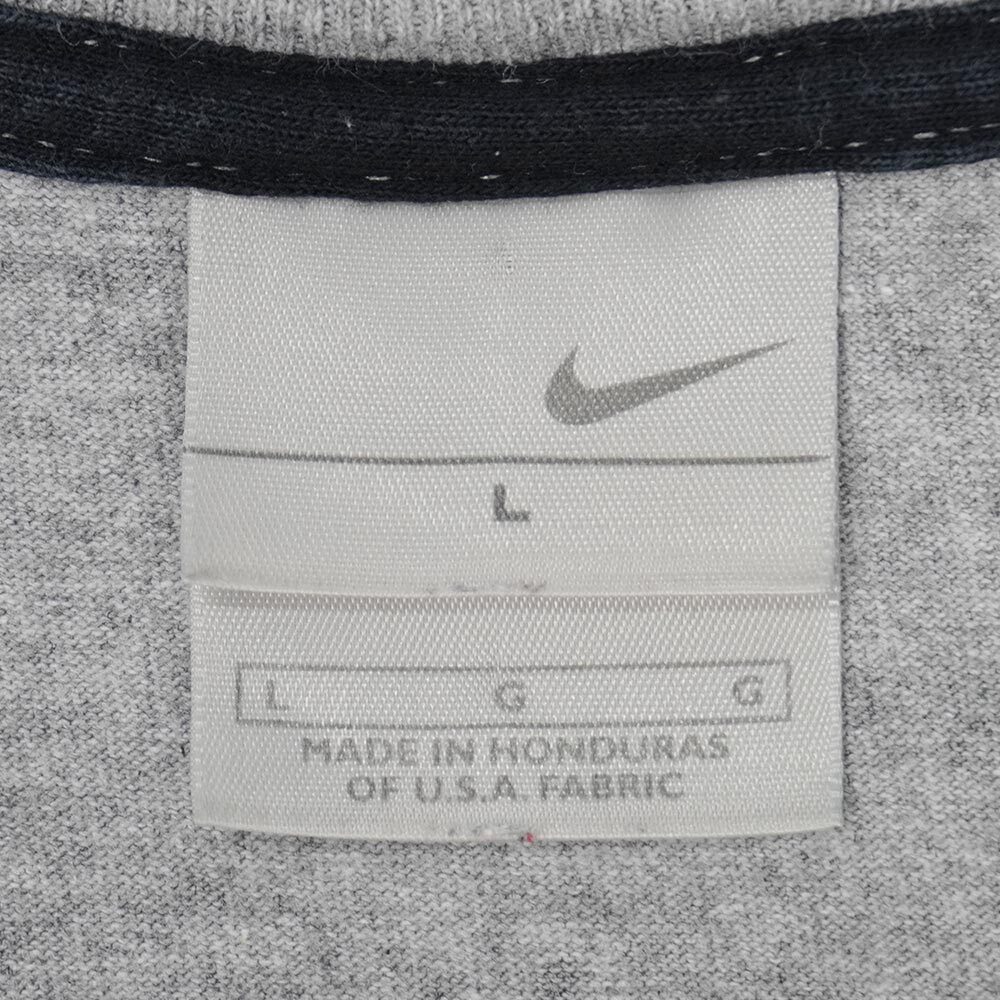 L
L G G
MADE IN HONDURAS
OF U.S.A. FABRIC